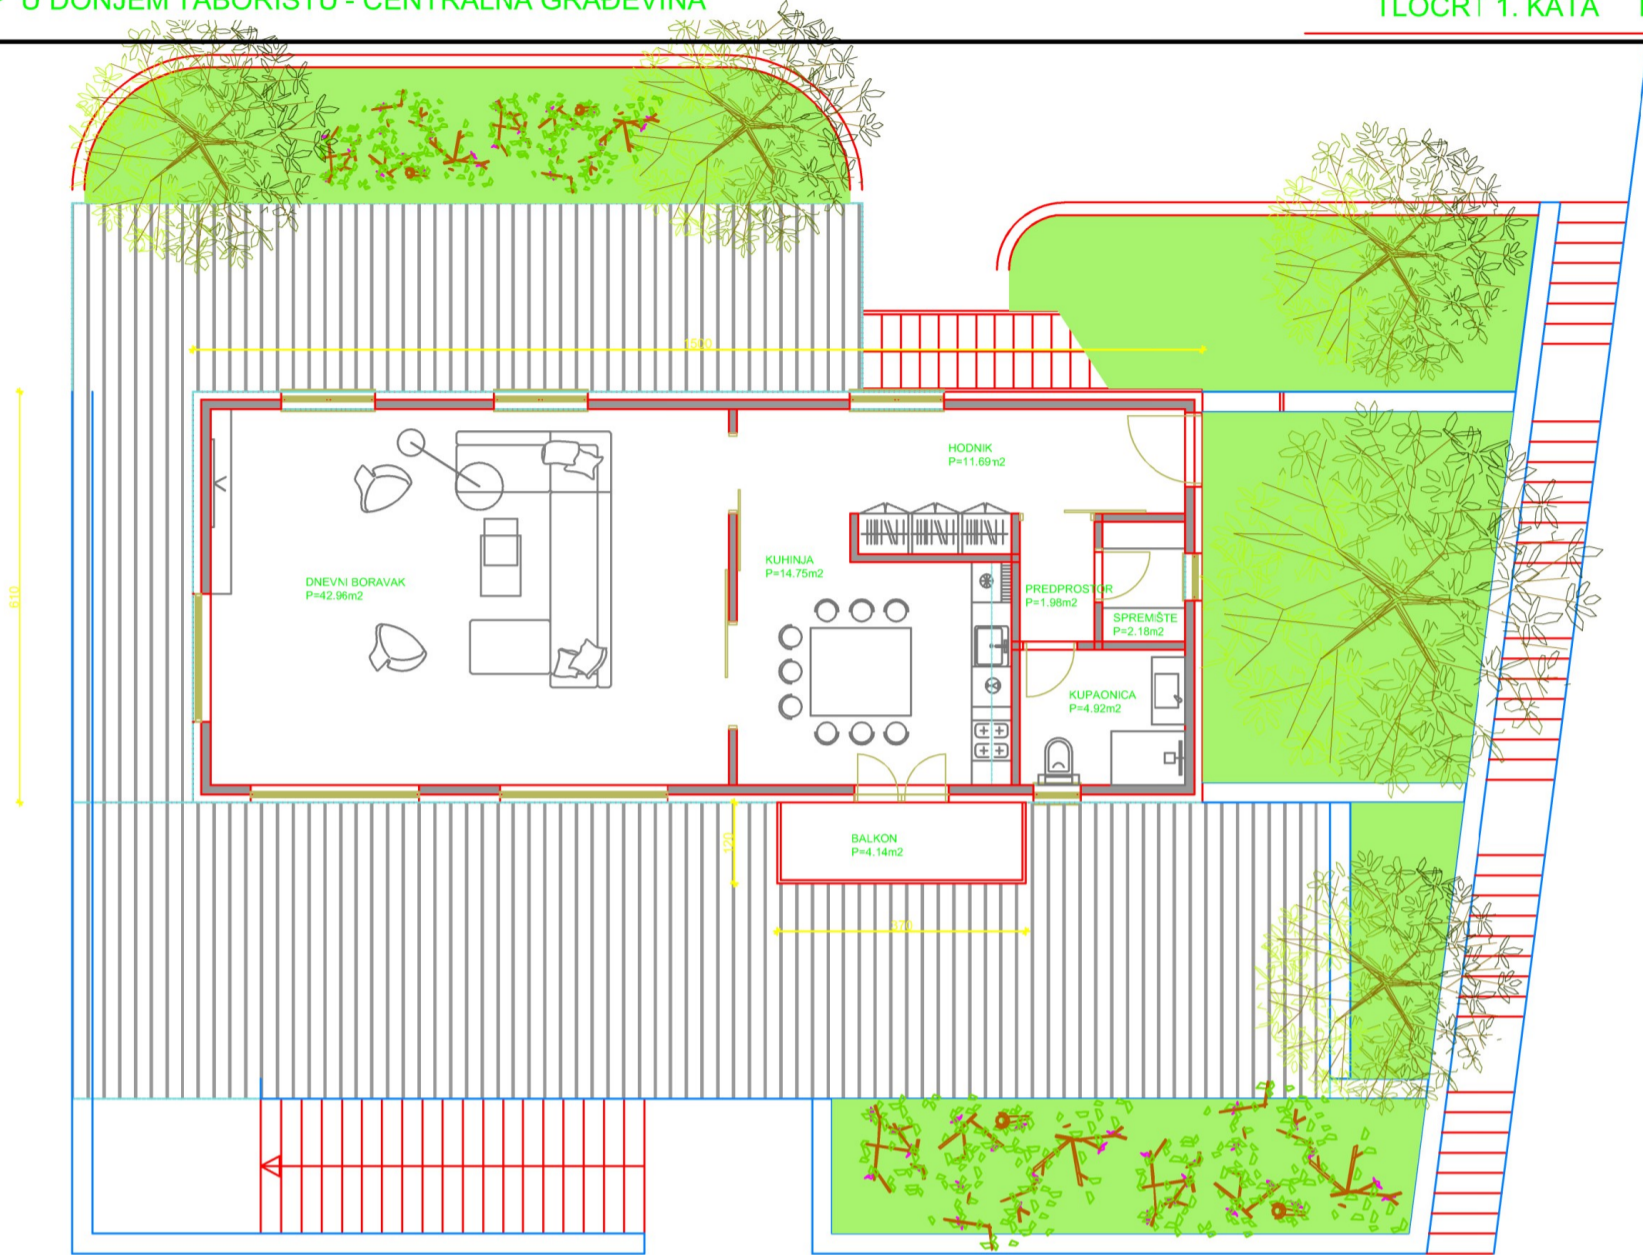 U DONJEM TABORIŠTU - CENTRALNA GRAĐEVINA
TLOCRT 1. KATA
1500
HODNIK
P=11.69m2
KUHINJA
P=14.75m2
DNEVNI BORAVAK
P=42.96m2
PREDPROSTOR
P=1.98m2
SPREMIŠTE
P=2.18m2
610
KUPAONICA
P=4.92m2
BALKON
P=4.14m2
120
370